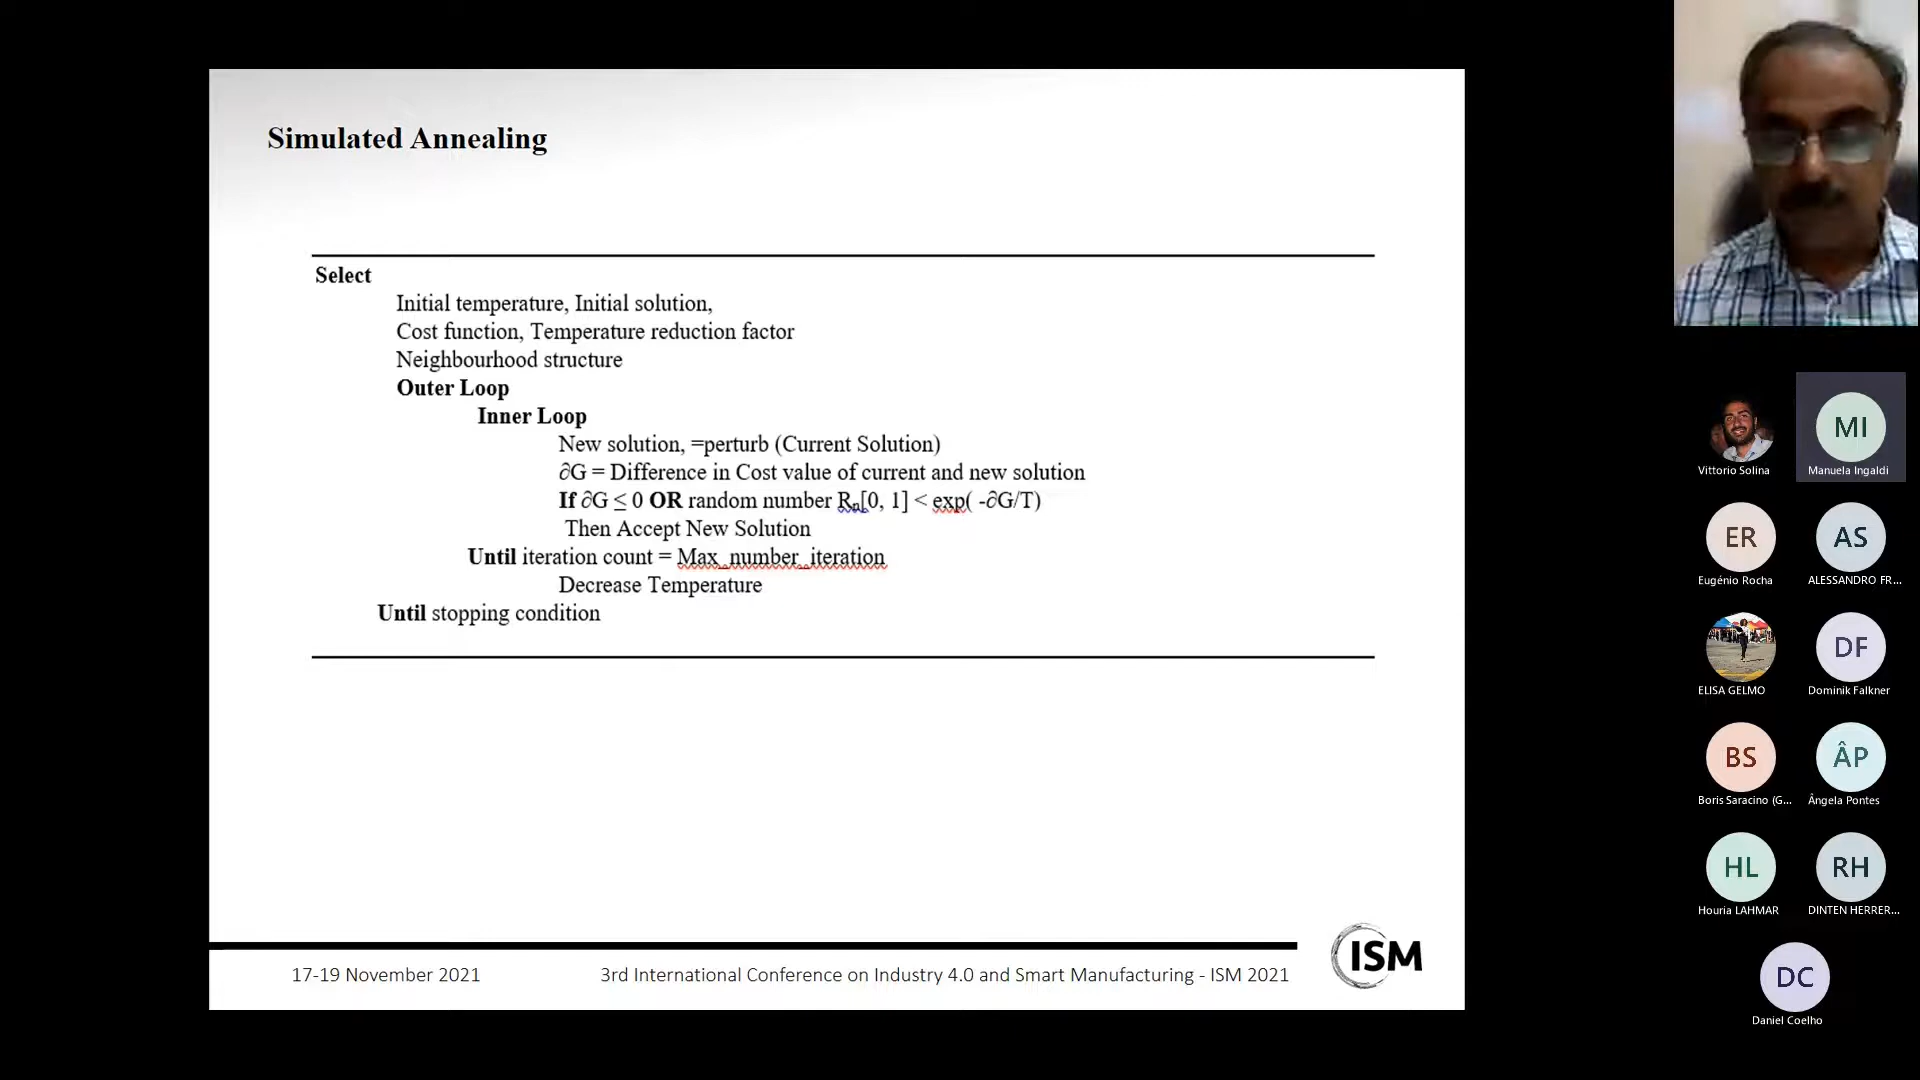 Simulated Annealing
Select
Initial temperature, Initial solution,
Cost function, Temperature reduction factor
Neighbourhood structure
Outer Loop
Inner Loop
New solution, =perturb (Current Solution)
∂G = Difference in Cost value of current and new solution
If ∂G ≤ 0 OR random number Rn[0, 1] < exp( -∂G/T)
Then Accept New Solution
Until iteration count = Max_number_iteration
Decrease Temperature
Until stopping condition
17-19 November 2021
3rd International Conference on Industry 4.0 and Smart Manufacturing - ISM 2021
ISM
Vittorio Solina
MI
Manuela Ingaldi
ER
Eugénio Rocha
AS
ALESSANDRO FR...
ELISA GELMO
DF
Dominik Falkner
BS
Boris Saracino (G...
ÂP
Ângela Pontes
HL
Houria LAHMAR
RH
DINTEN HERRER...
DC
Daniel Coelho